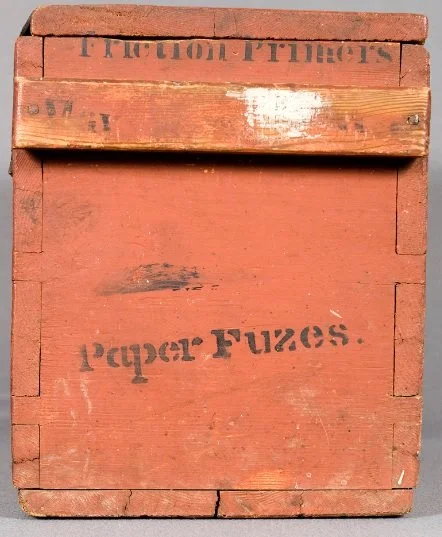 Friction Primers
Paper Fuzes.